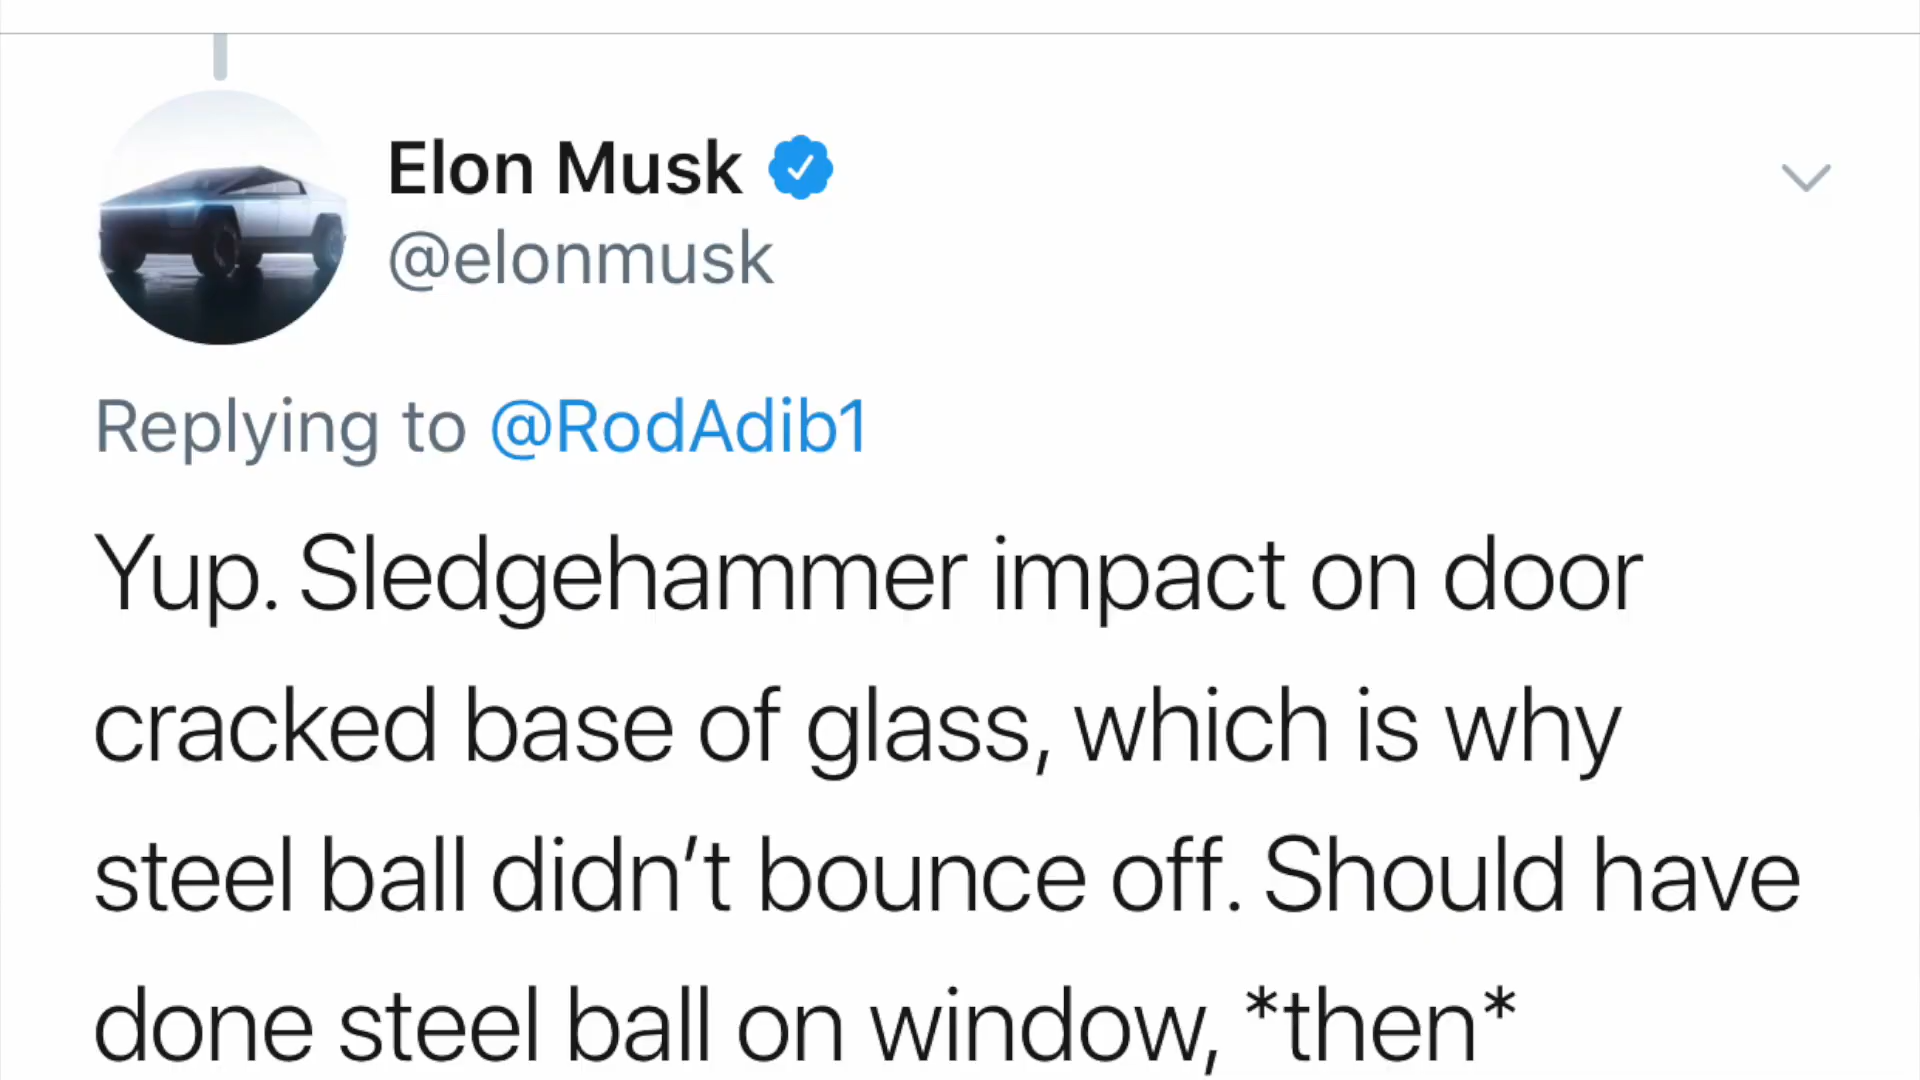 Elon Musk
@elonmusk
Replying to @RodAdib1
Yup. Sledgehammer impact on door
cracked base of glass, which is why
steel ball didn’t bounce off. Should have
done steel ball on window, *then*